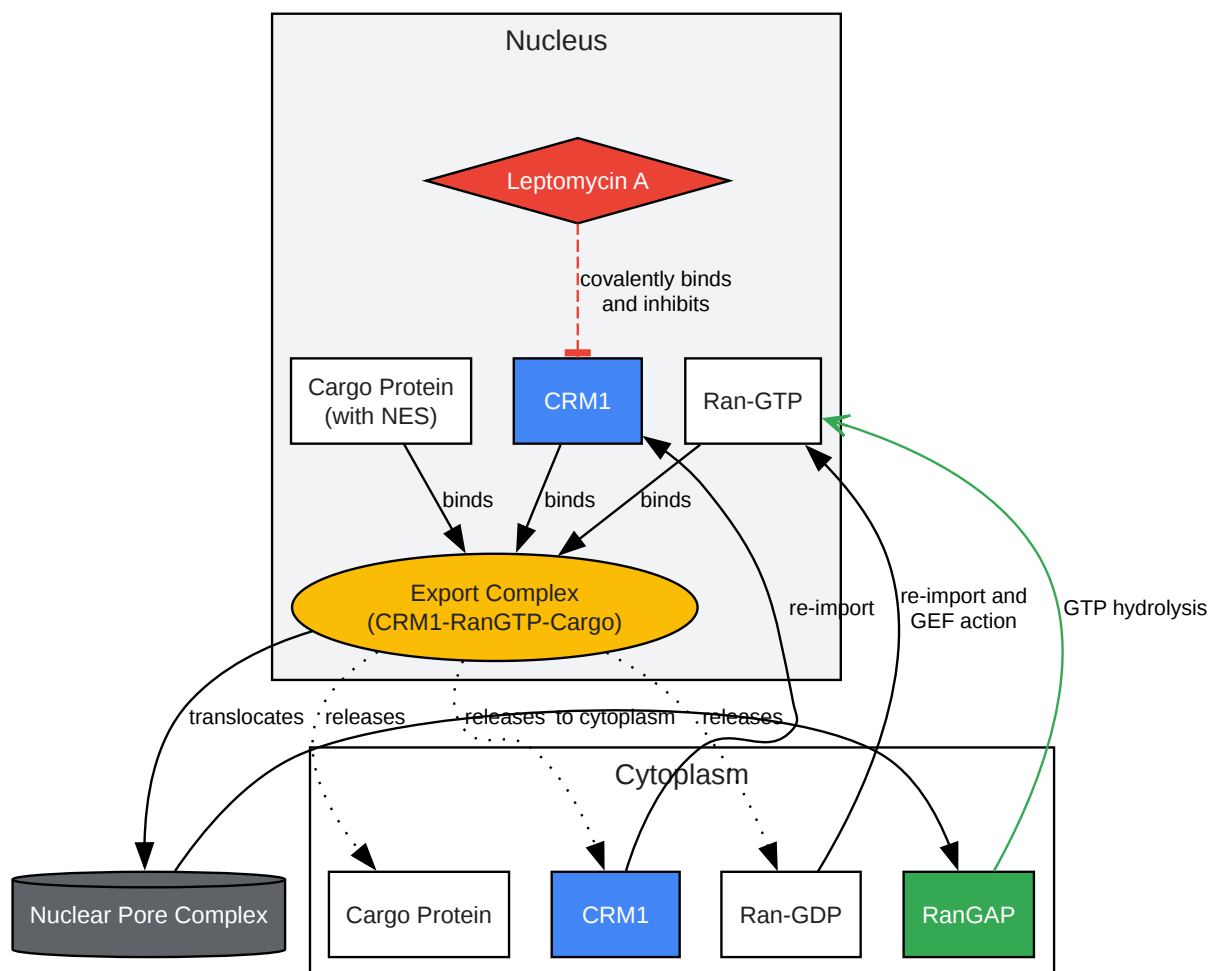 Nucleus
Leptomycin A
covalently binds
and inhibits
Cargo Protein
(with NES)
CRM1
Ran-GTP
binds
binds
binds
Export Complex
(CRM1-RanGTP-Cargo)
re-import
re-import and
GEF action
GTP hydrolysis
translocates
releases
releases
to cytoplasm
releases
Cytoplasm
Nuclear Pore Complex
Cargo Protein
CRM1
Ran-GDP
RanGAP